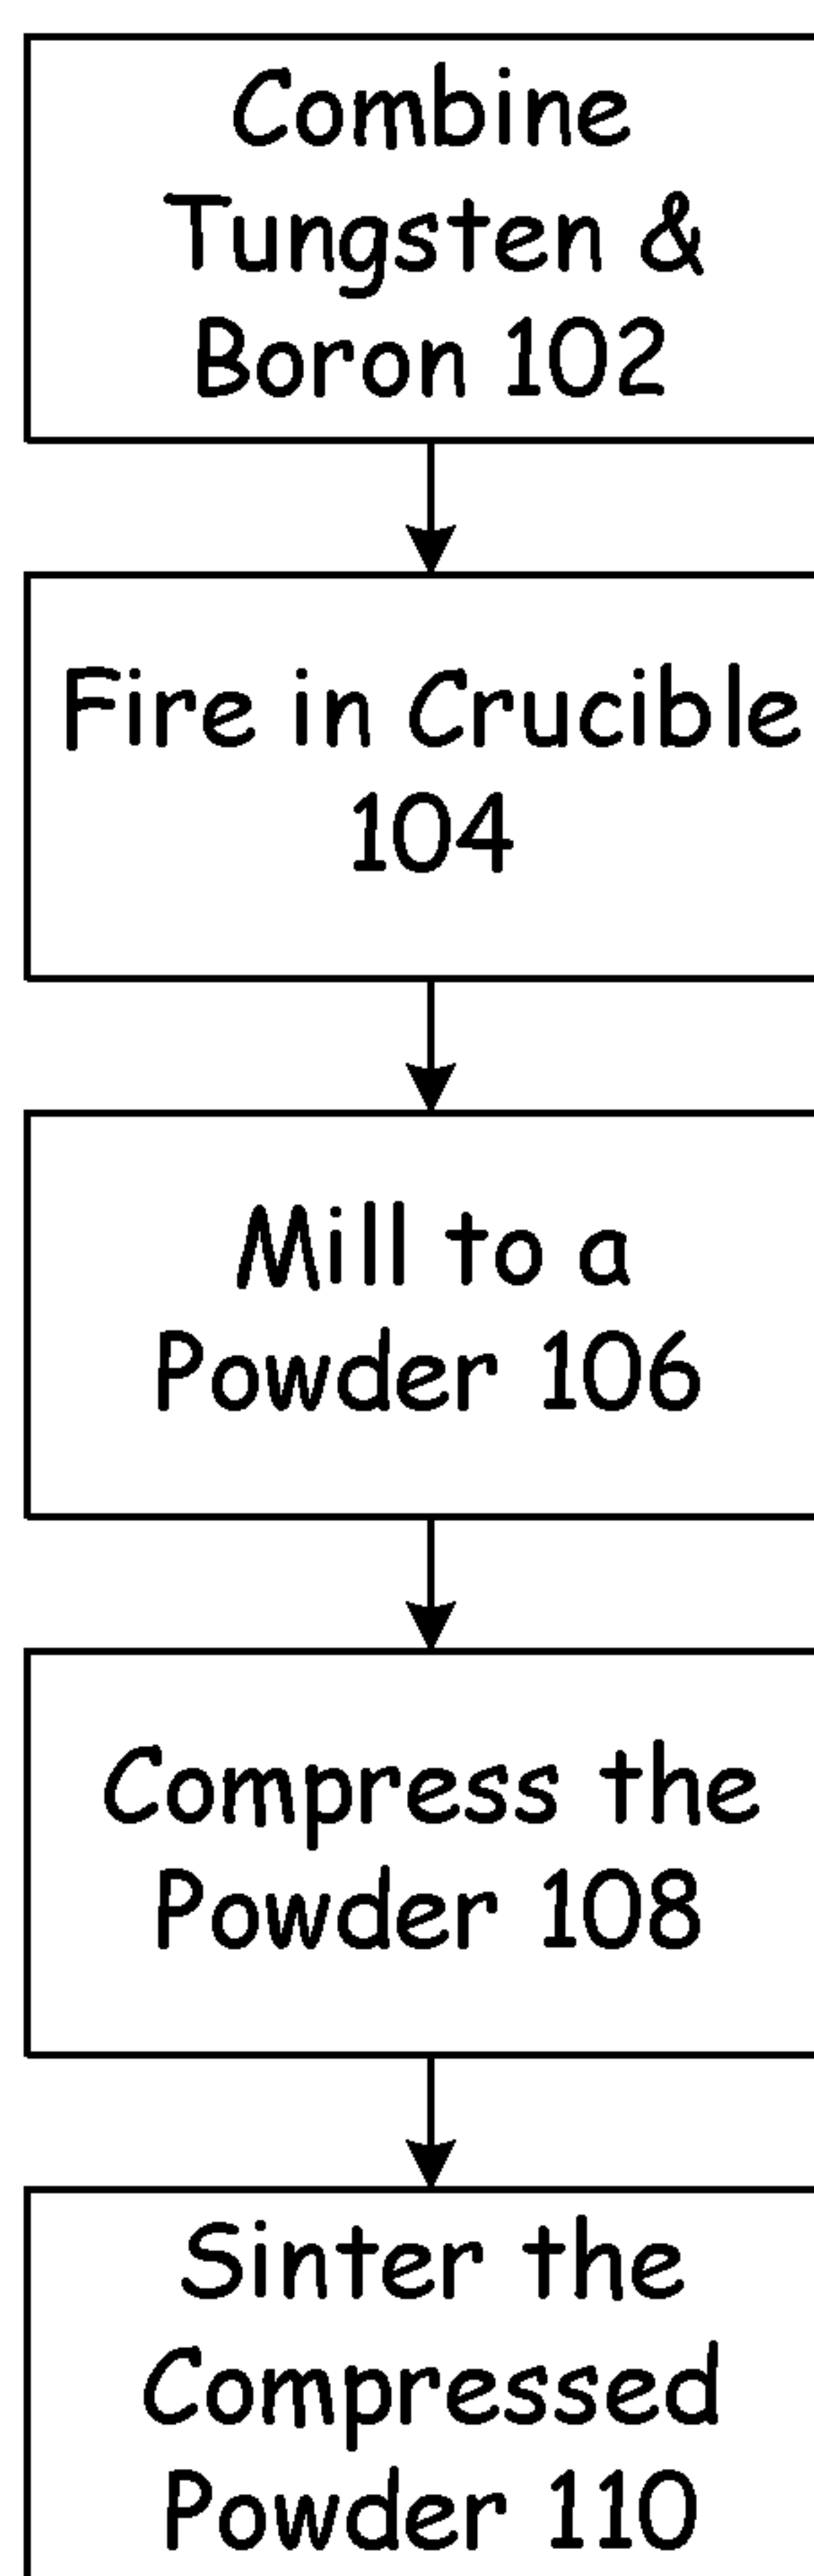 Combine
Tungsten &
Boron 102
Fire in Crucible
104
Mill to a
Powder 106
Compress the
Powder 108
Sinter the
Compressed
Powder 110